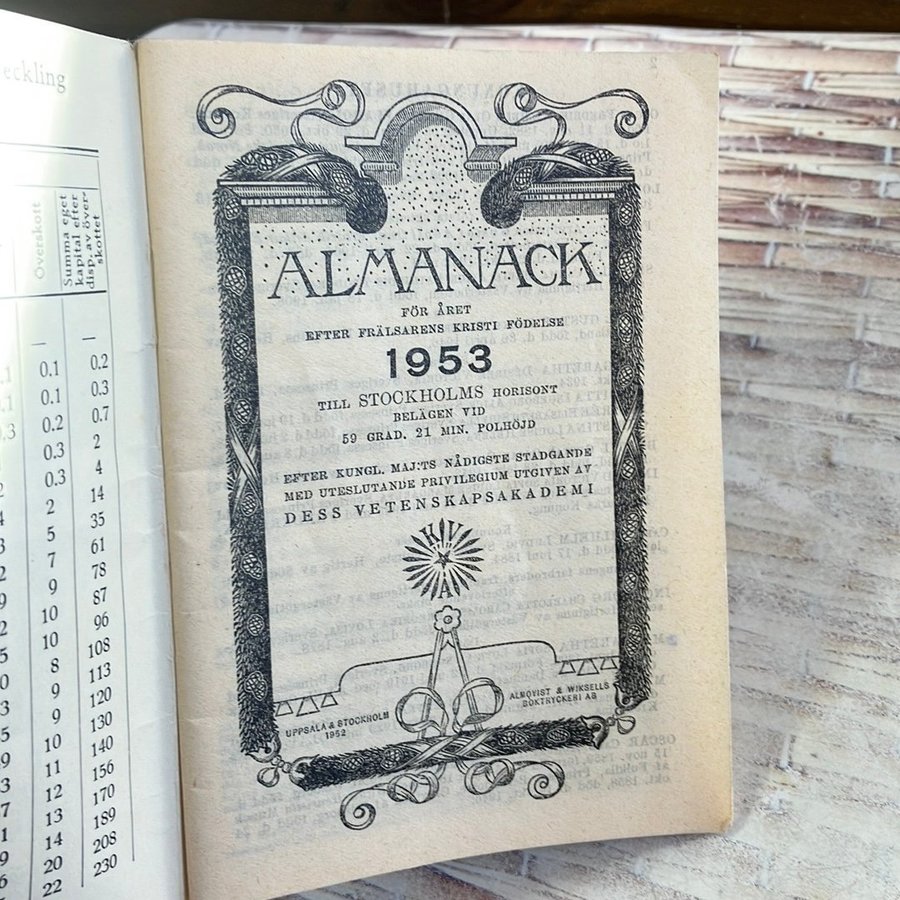 eckling
Överskott
Summa eget
kapital efter
disp. av över-
skottet
— —
0.1 0.2
0.1 0.3
0.2 0.7
0.3 2
0.3 4
2 14
5 35
7 61
9 78
10 87
10 96
8 108
9 113
9 120
10 130
11 140
12 156
13 170
14 189
20 208
22 230
ALMANACK
FÖR ÅRET
EFTER FRÄLSARENS KRISTI FÖDELSE
1953
TILL STOCKHOLMS HORISONT
BELÄGEN VID
59 GRAD. 21 MIN. POLHÖJD
EFTER KUNGL. MAJ:TS NÅDIGSTE STADGANDE
MED UTESLUTANDE PRIVILEGIUM UTGIVEN AV
DESS VETENSKAPSAKADEMI
K V
A
UPPSALA & STOCKHOLM
1952
ALMQVIST & WIKSELLS
BOKTRYCKERI AB